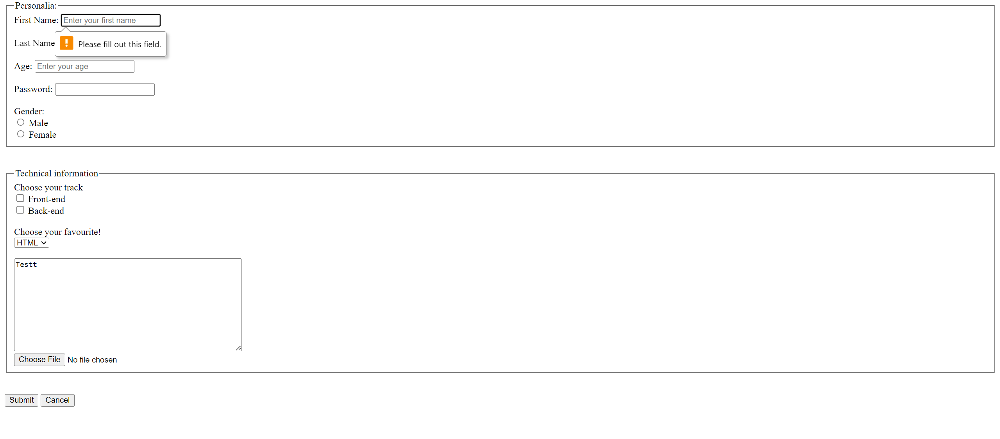 Personalia:
First Name: Enter your first name
Last Name
Please fill out this field.
Age: Enter your age
Password:
Gender:
Male
Female
Technical information
Choose your track
Front-end
Back-end
Choose your favourite!
HTML
Testt
Choose File No file chosen
Submit Cancel